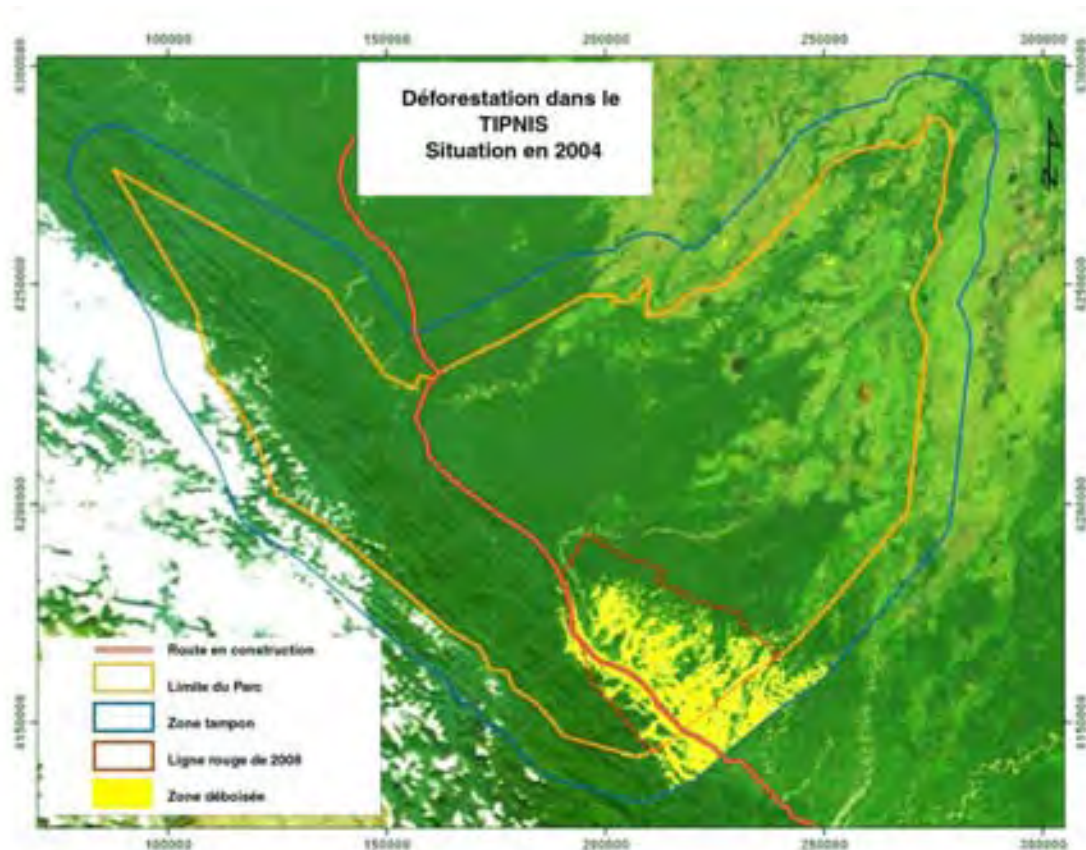 100000 150000 200000 250000 300000
Déforestation dans le
TIPNIS
Situation en 2004
Route en construction
Limite du Parc
Zone tampon
Ligne rouge de 2008
Zone déboisée
100000 150000 200000 250000 300000